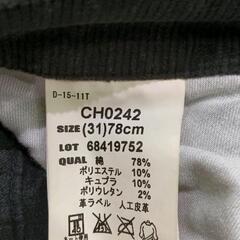 D-15-11T
CH0242
SIZE (31)78cm
LOT 68419752
QUAL 綿 78%
ポリエステル 10%
キュプラ 10%
ポリウレタン 2%
革ラベル 人工皮革